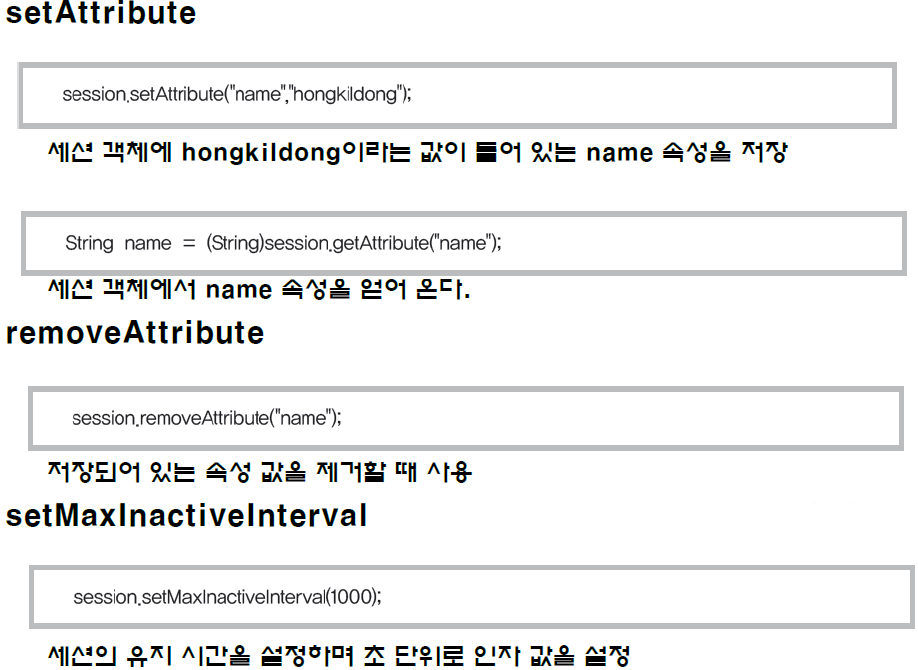 setAttribute
session.setAttribute("name","hongkildong");
세션 객체에 hongkildong이라는 값이 들어 있는 name 속성을 저장
String name = (String)session.getAttribute("name");
세션 객체에서 name 속성을 얻어 온다.
removeAttribute
session.removeAttribute("name");
저장되어 있는 속성 값을 제거할 때 사용
setMaxInactiveInterval
session.setMaxInactiveInterval(1000);
세션의 유지 시간을 설정하며 초 단위로 인자 값을 설정